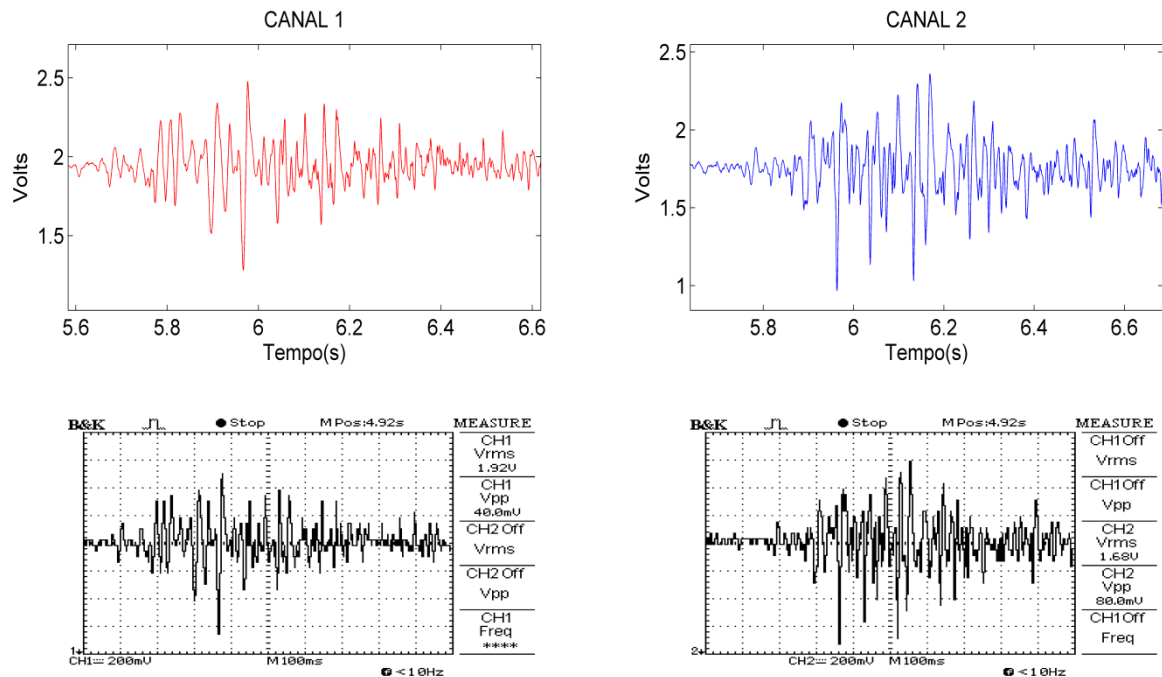 CANAL 1
2.5
2
1.5
Volts
5.6 5.8 6 6.2 6.4 6.6
Tempo(s)
CANAL 2
2.5
2
1.5
1
Volts
5.8 6 6.2 6.4 6.6
Tempo(s)
B&K Stop M Pos:4.92s MEASURE
CH1
Vrms
1.92V
CH1
Vpp
40.0mV
CH2 Off
Vrms
CH2 Off
Vpp
CH1
Freq
****
1
CH1 200mV M 100ms
<10Hz
B&K Stop M Pos:4.92s MEASURE
CH1 Off
Vrms
CH1 Off
Vpp
CH2
Vrms
1.68V
CH2
Vpp
80.0mV
CH1 Off
Freq
2
CH2 200mV M 100ms
<10Hz